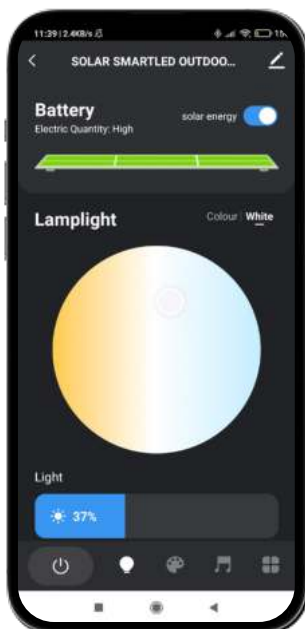 11:39 | 2.4KB/s
SOLAR SMARTLED OUTDOO...
Battery
solar energy
Electric Quantity: High
Lamplight
Colour | White
Light
37%